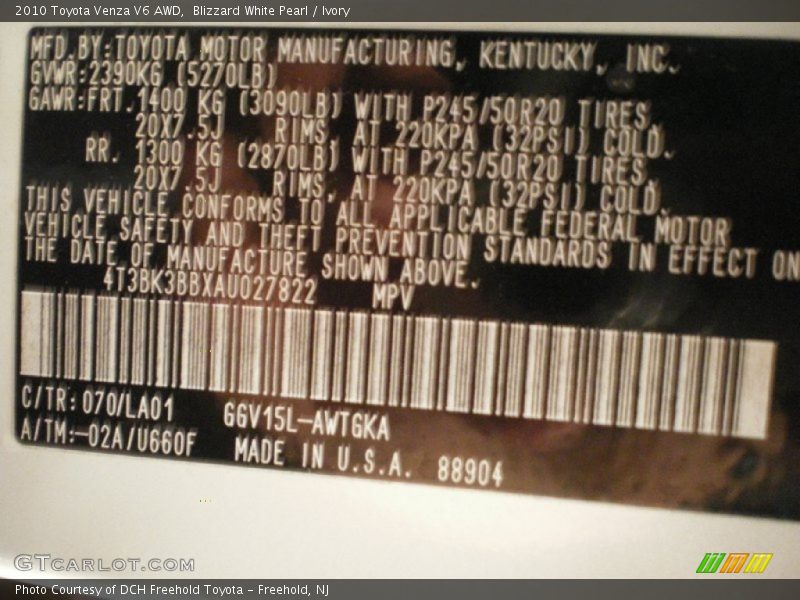 2010 Toyota Venza V6 AWD,  Blizzard White Pearl / Ivory
MFD.BY:TOYOTA MOTOR MANUFACTURING, KENTUCKY, INC.
GVWR:2390KG (5270LB)
GAWR:FRT.1400 KG (3090LB) WITH P245/50R20 TIRES,
20X7.5J RIMS, AT 220KPA (32PSI) COLD.
RR. 1300 KG (2870LB) WITH P245/50R20 TIRES,
20X7.5J RIMS, AT 220KPA (32PSI) COLD.
THIS VEHICLE CONFORMS TO ALL APPLICABLE FEDERAL MOTOR
VEHICLE SAFETY AND THEFT PREVENTION STANDARDS IN EFFECT ON
THE DATE OF MANUFACTURE SHOWN ABOVE.
4T3BK3BBXAU027822 MPV
C/TR:070/LA01 GGV15L-AWTGKA
A/TM:-02A/U660F MADE IN U.S.A. 88904
GTCARLOT.COM
Photo Courtesy of DCH Freehold Toyota - Freehold, NJ